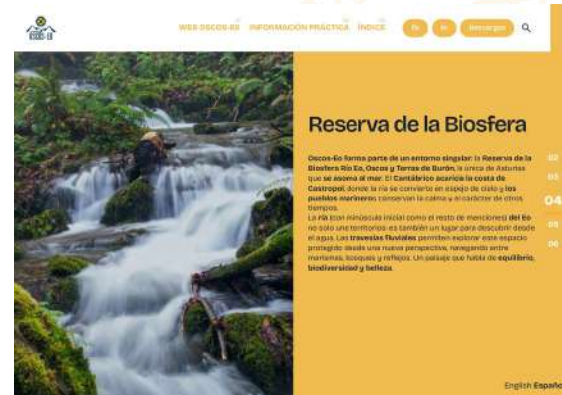 OSCOS-EO
WEB OSCOS-EO INFORMACIÓN PRÁCTICA ÍNDICE
descargas
Reserva de la Biosfera
Oscos-Eo forma parte de un entorno singular: la Reserva de la
Biosfera Río Eo, Oscos y Terras de Burón, la única de Asturias
que se asoma al mar. El Cantábrico acaricia la costa de
Castropol, donde la ría se convierte en espejo de cielo y los
pueblos marineros conservan la calma y el carácter de otros
tiempos.
La ría (con minúscula inicial como el resto de menciones) del Eo
no solo une territorios: es también un lugar para descubrir desde
el agua. Las travesías fluviales permiten explorar este espacio
protegido desde una nueva perspectiva, navegando entre
marismas, bosques y reflejos. Un paisaje que habla de equilibrio,
biodiversidad y belleza.
02
03
04
05
06
English Español